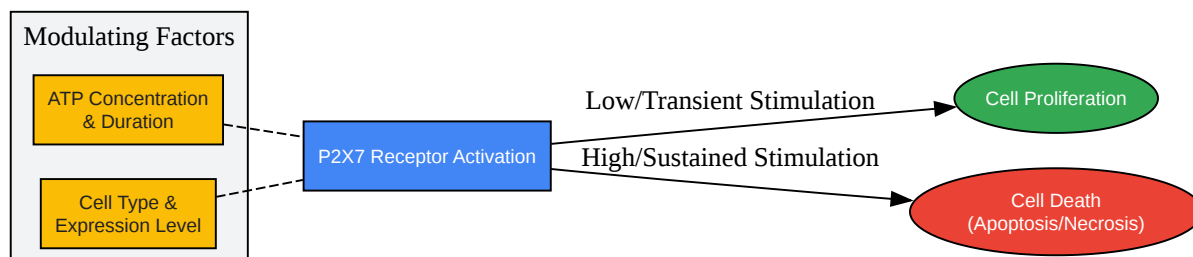 Modulating Factors
ATP Concentration
& Duration
Cell Type &
Expression Level
P2X7 Receptor Activation
Low/Transient Stimulation
High/Sustained Stimulation
Cell Proliferation
Cell Death
(Apoptosis/Necrosis)